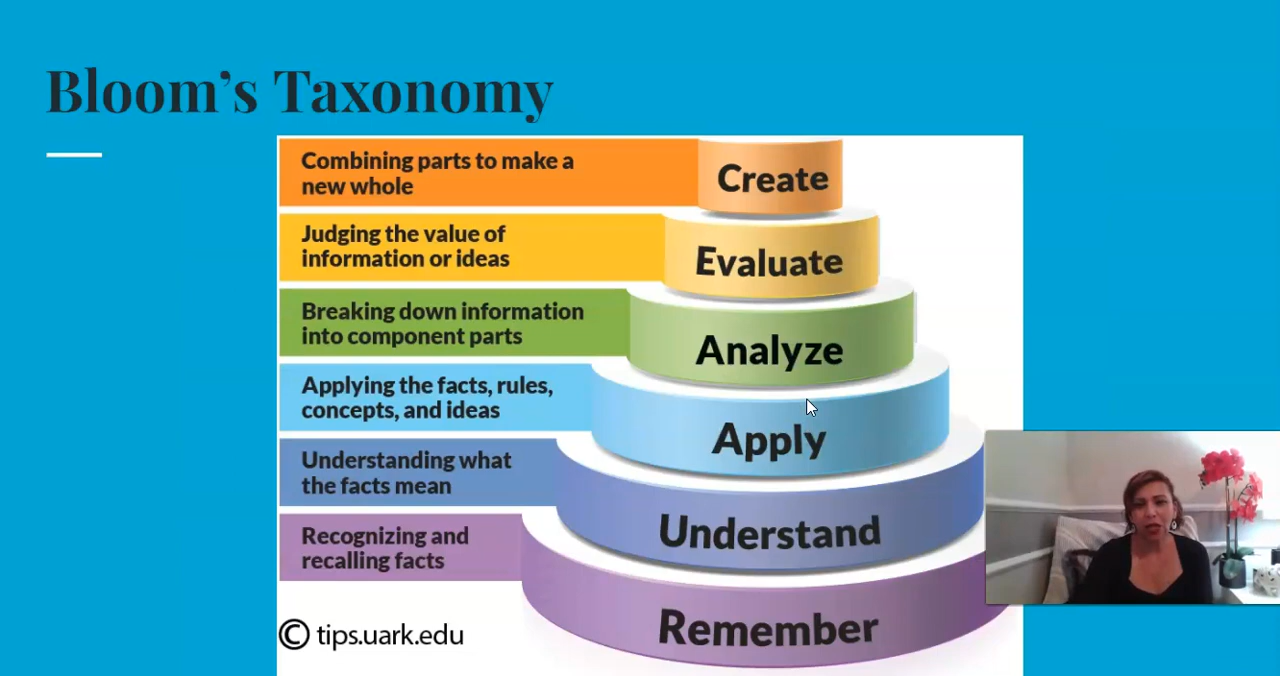 Bloom's Taxonomy
Combining parts to make a
new whole
Create
Judging the value of
information or ideas
Evaluate
Breaking down information
into component parts
Analyze
Applying the facts, rules,
concepts, and ideas
Apply
Understanding what
the facts mean
Understand
Recognizing and
recalling facts
Remember
© tips.uark.edu